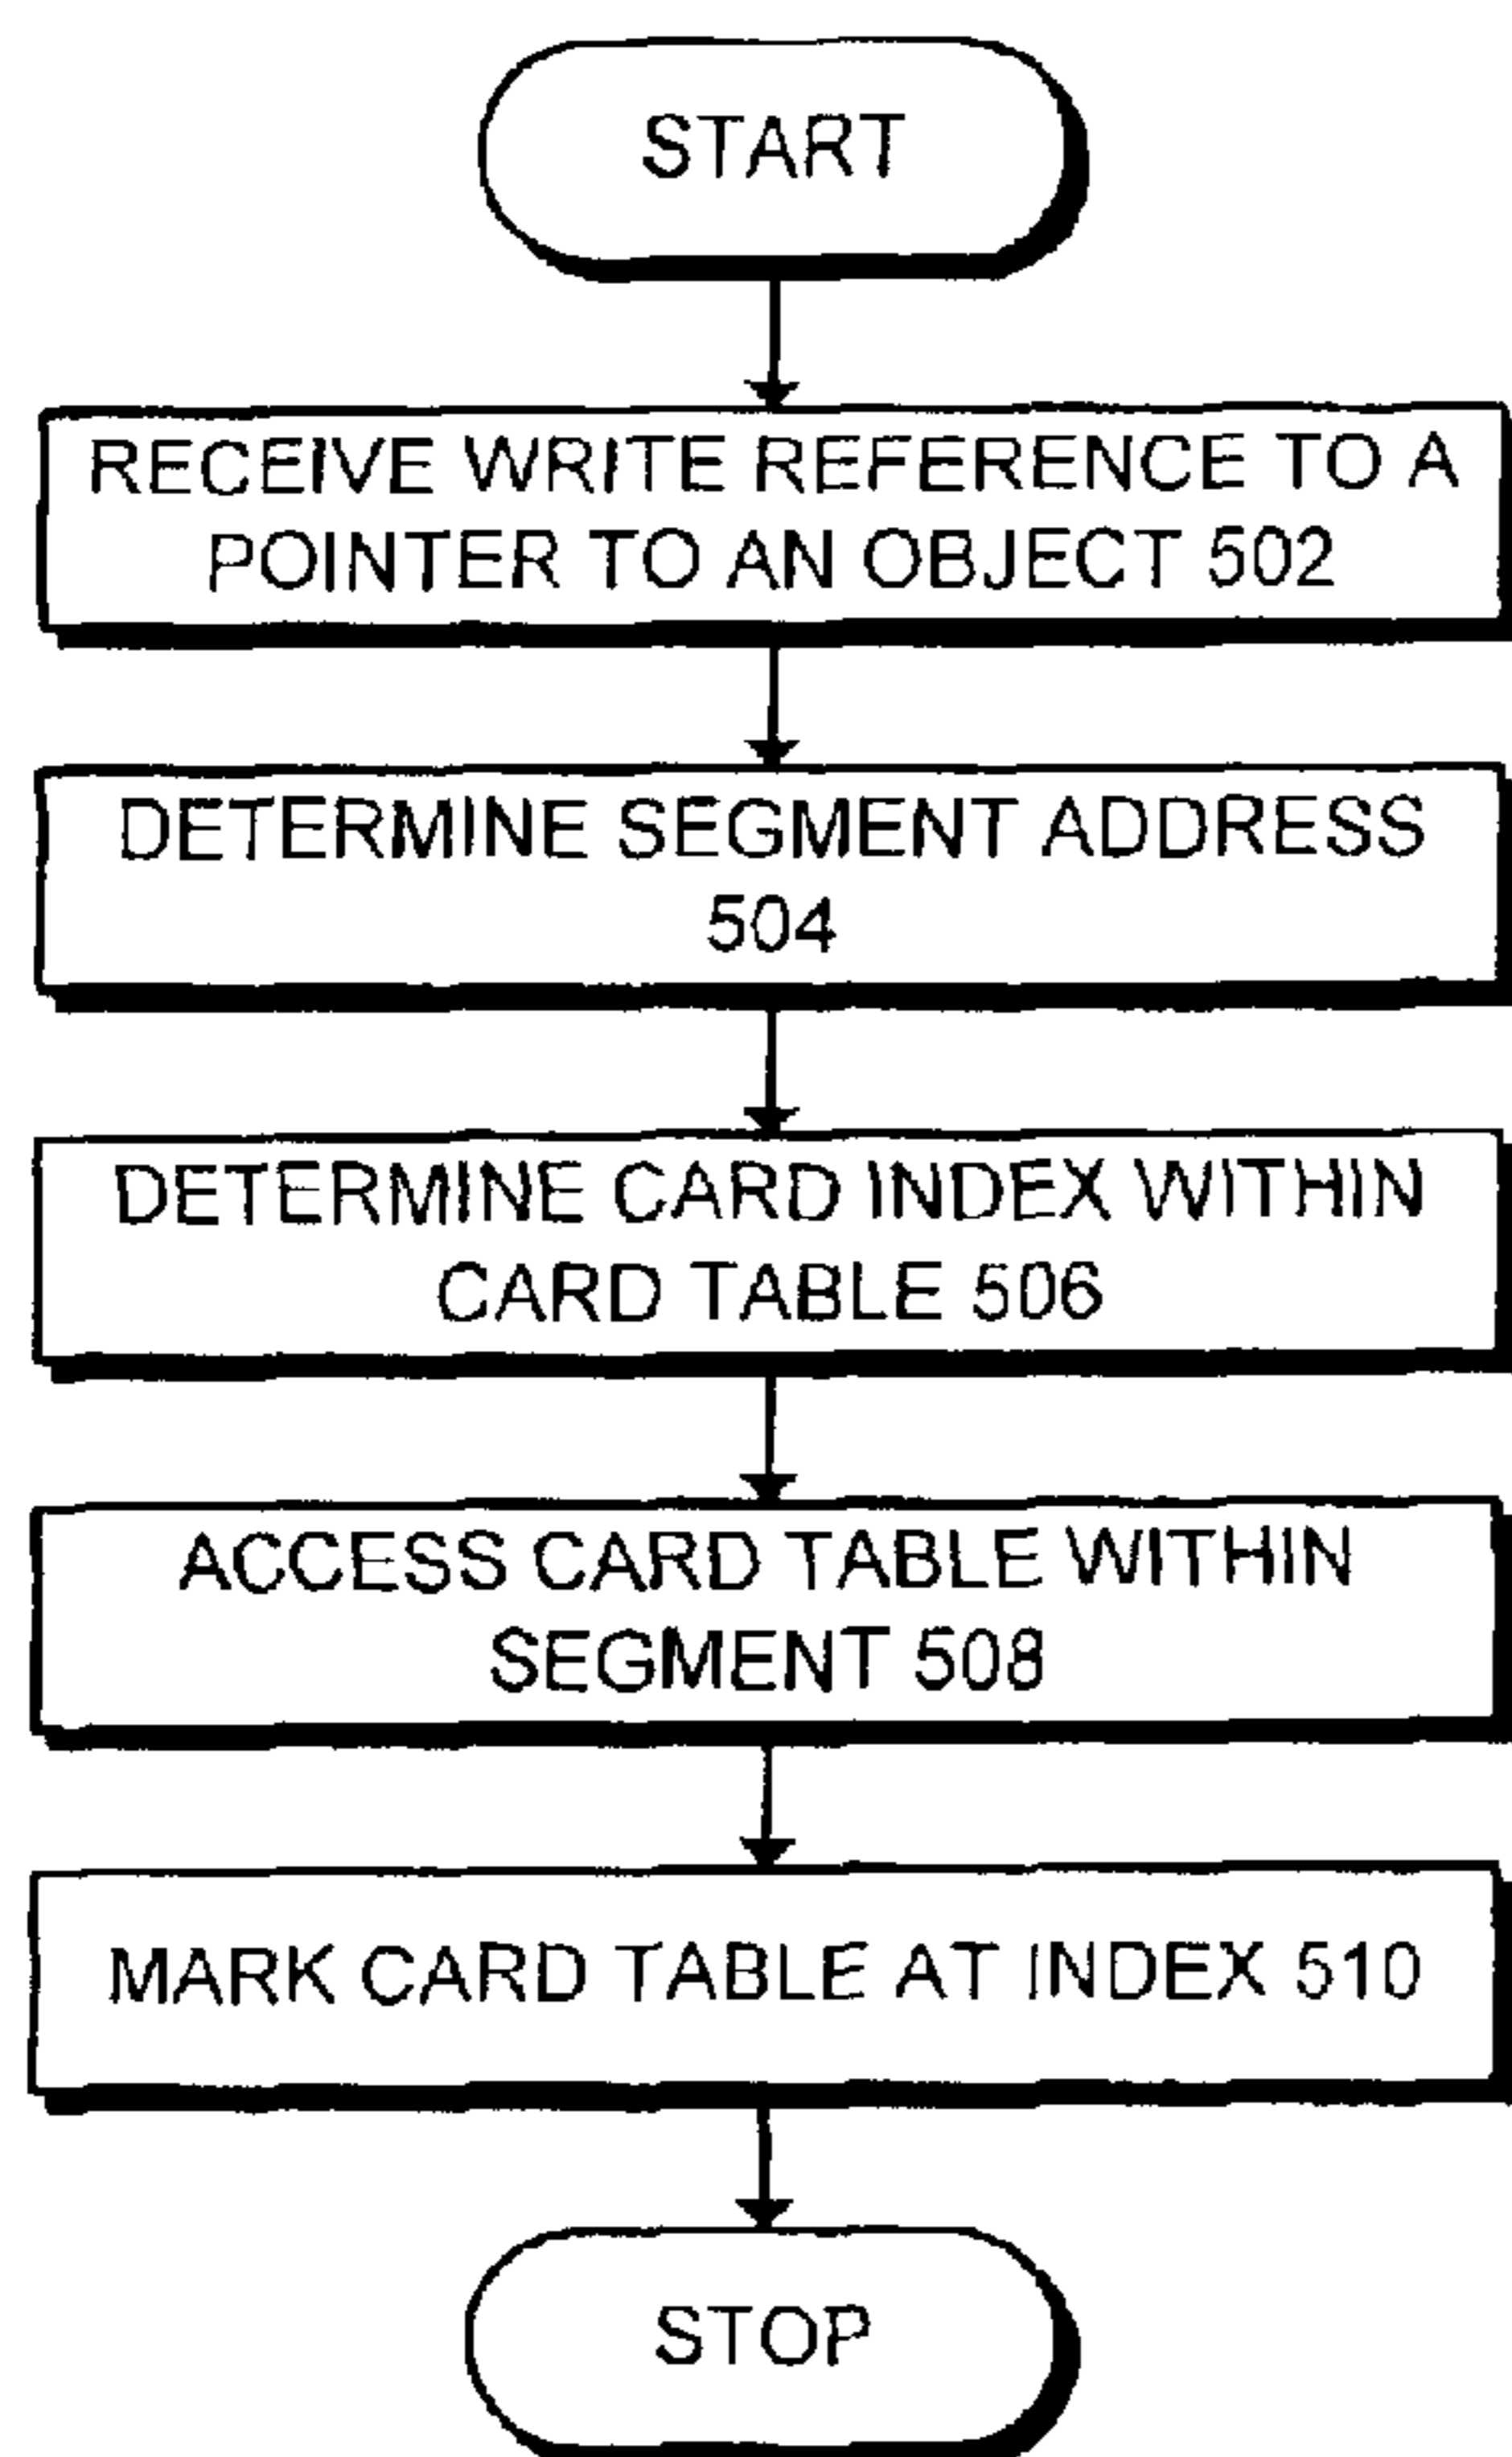 START
RECEIVE WRITE REFERENCE TO A
POINTER TO AN OBJECT 502
DETERMINE SEGMENT ADDRESS
504
DETERMINE CARD INDEX WITHIN
CARD TABLE 506
ACCESS CARD TABLE WITHIN
SEGMENT 508
MARK CARD TABLE AT INDEX 510
STOP